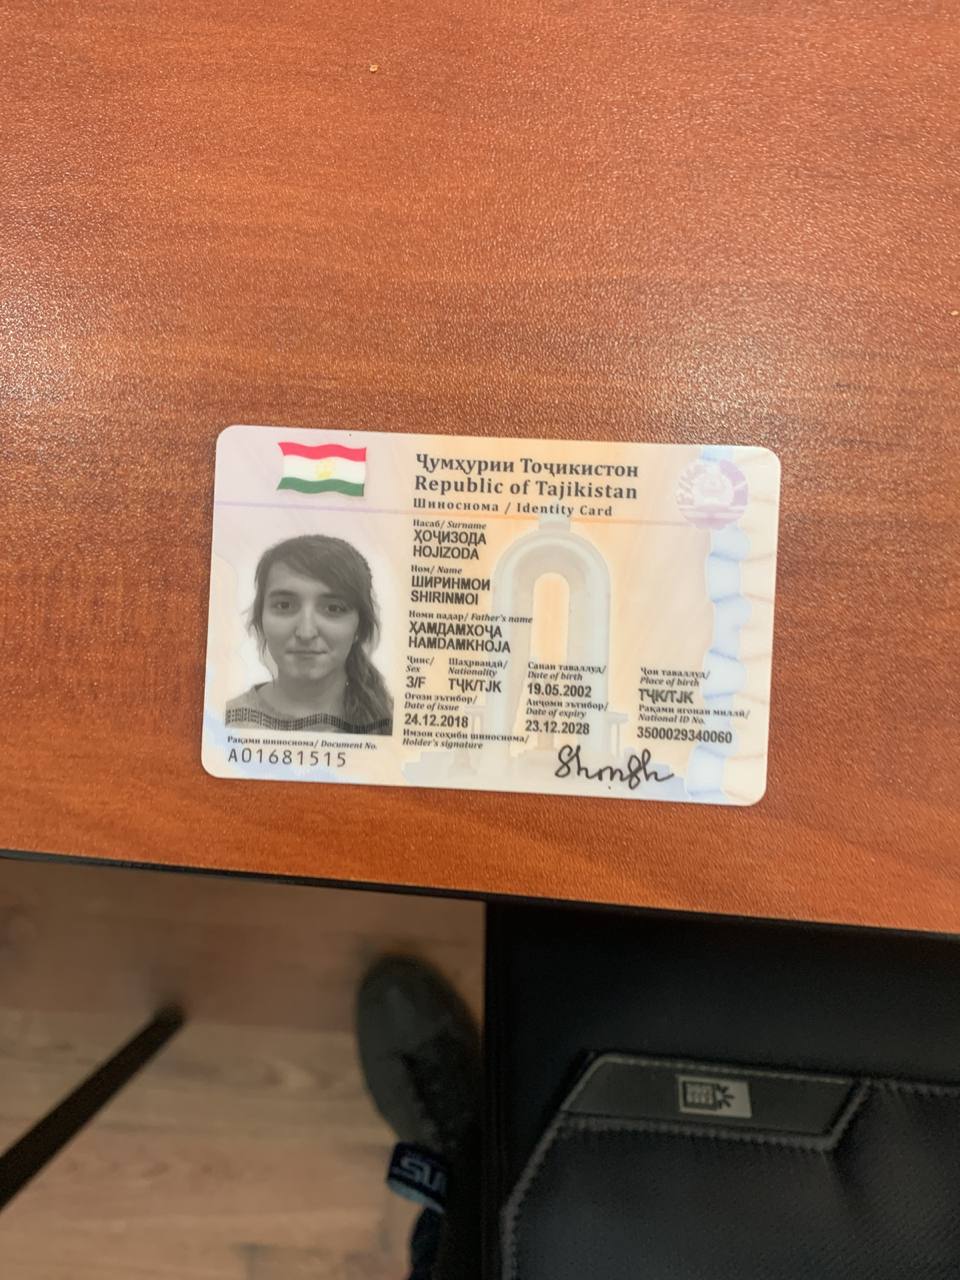 Ҷумҳурии Тоҷикистон
Republic of Tajikistan
Шиноснома / Identity Card
Насаб/ Surname
ҲОҶИЗОДА
HOJIZODA
Ном/ Name
ШИРИНМОИ
SHIRINMOI
Номи падар/ Father's name
ҲАМДАМХОҶА
HAMDAMKHOJA
Ҷинс/ Sex
З/F
Шаҳрвандӣ/ Nationality
ТҶК/TJK
Санаи таваллуд/ Date of birth
19.05.2002
Ҷои таваллуд/ Place of birth
ТҶК/TJK
Оғози эътибор/ Date of issue
24.12.2018
Анҷоми эътибор/ Date of expiry
23.12.2028
Рақами ягонаи миллӣ/ National ID No.
3500029340060
Имзои соҳиби шиноснома/ Holder's signature
Рақами шиноснома/ Document No.
A01681515